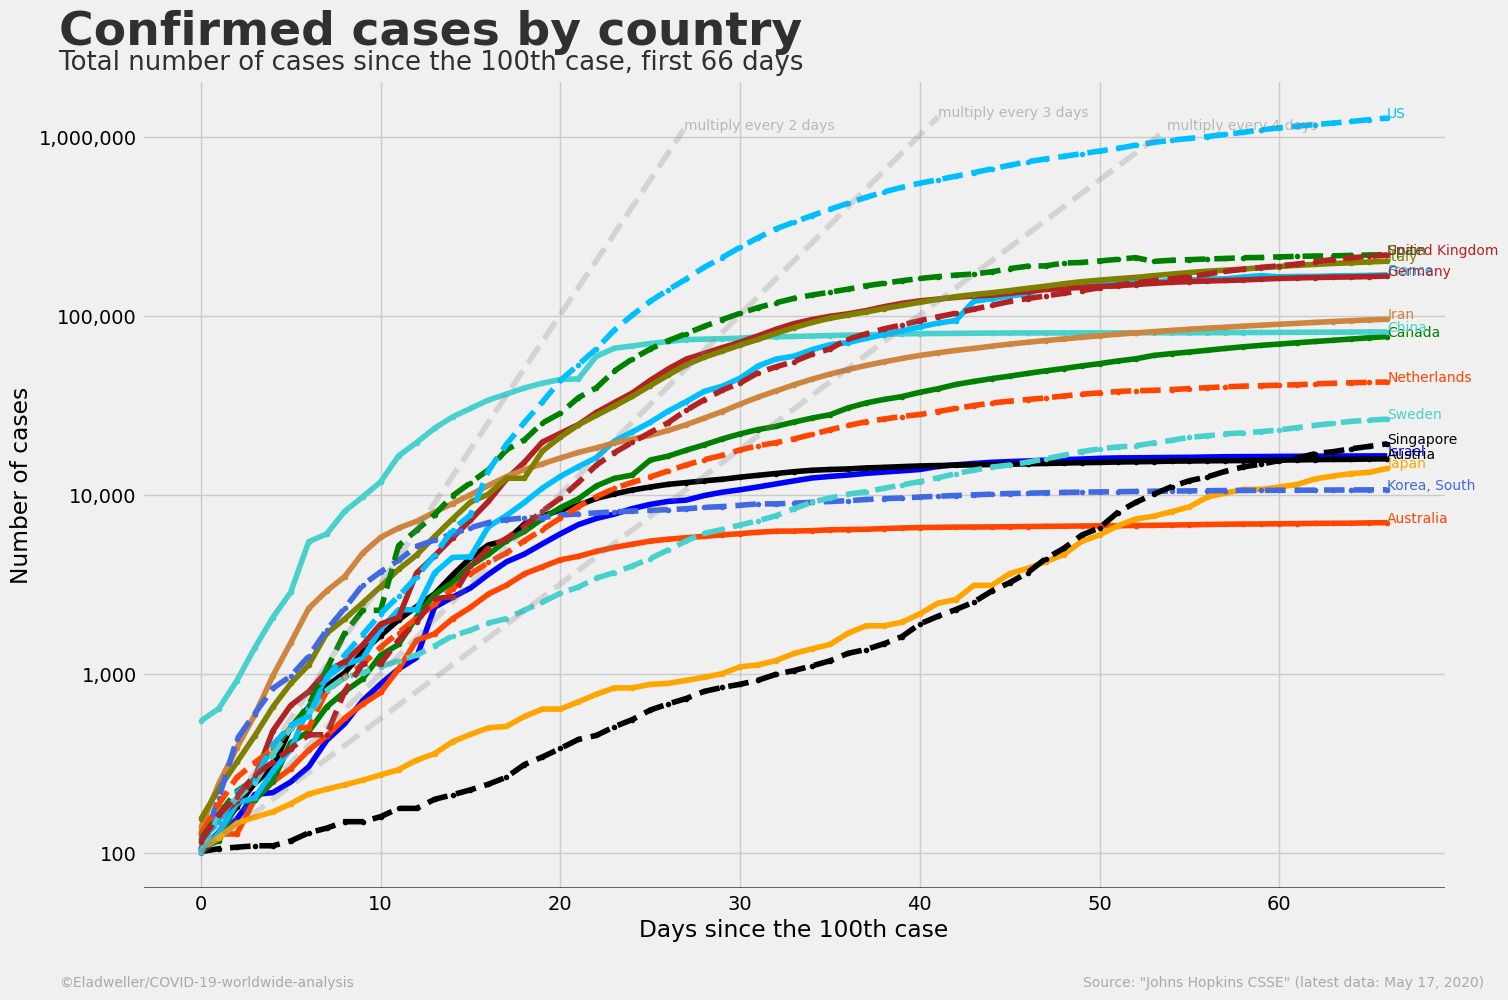 Confirmed cases by country
Total number of cases since the 100th case, first 66 days
multiply every 2 days
multiply every 3 days
multiply every 4 days
US
1,000,000
100,000
10,000
1,000
100
Number of cases
Spain
United Kingdom
Italy
France
Germany
Iran
China
Canada
Netherlands
Sweden
Singapore
Israel
Austria
Japan
Korea, South
Australia
0 10 20 30 40 50 60
Days since the 100th case
©Eladweller/COVID-19-worldwide-analysis
Source: "Johns Hopkins CSSE" (latest data: May 17, 2020)